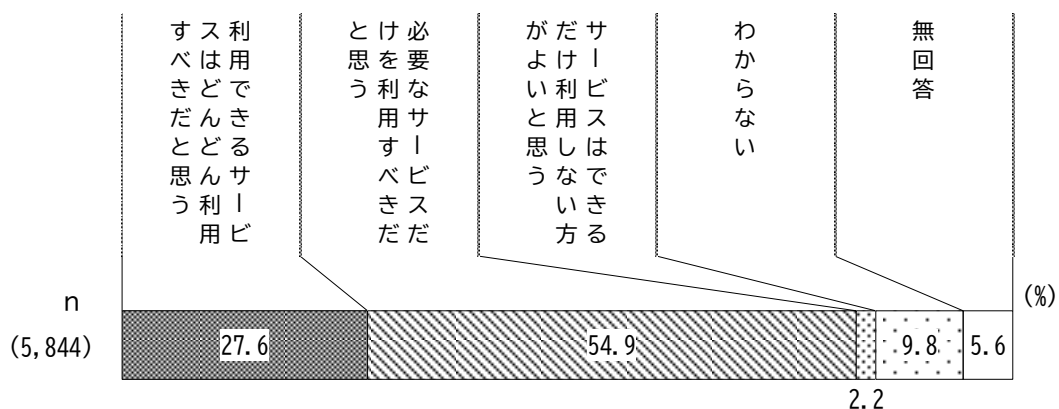 利用できるサービ
スはどんどん利用
すべきだと思う
必要なサービスだ
けを利用すべきだ
と思う
サービスはできる
だけ利用しない方
がよいと思う
わからない
無回答
n
(%)
(5,844)
27.6
54.9
9.8
5.6
2.2